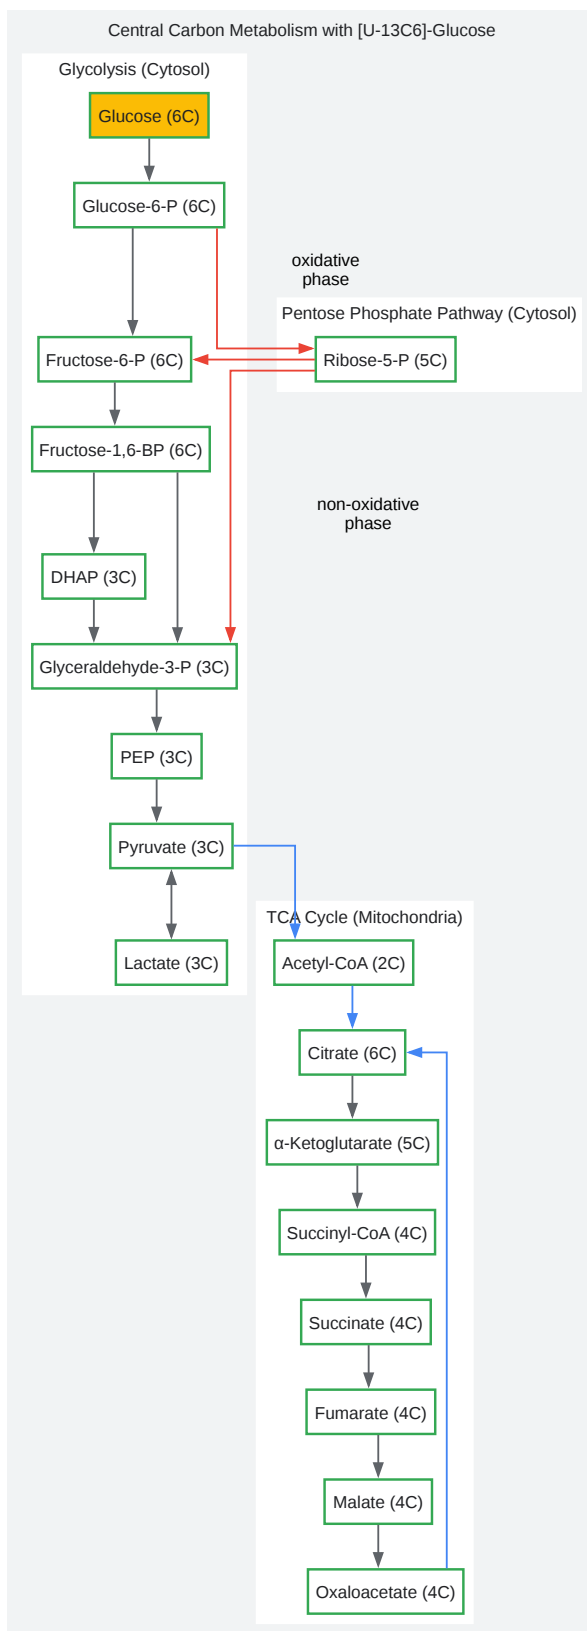 Central Carbon Metabolism with [U-13C6]-Glucose
Glycolysis (Cytosol)
Glucose (6C)
Glucose-6-P (6C)
oxidative
phase
Pentose Phosphate Pathway (Cytosol)
Fructose-6-P (6C)
Ribose-5-P (5C)
Fructose-1,6-BP (6C)
non-oxidative
phase
DHAP (3C)
Glyceraldehyde-3-P (3C)
PEP (3C)
Pyruvate (3C)
TCA Cycle (Mitochondria)
Lactate (3C)
Acetyl-CoA (2C)
Citrate (6C)
α-Ketoglutarate (5C)
Succinyl-CoA (4C)
Succinate (4C)
Fumarate (4C)
Malate (4C)
Oxaloacetate (4C)